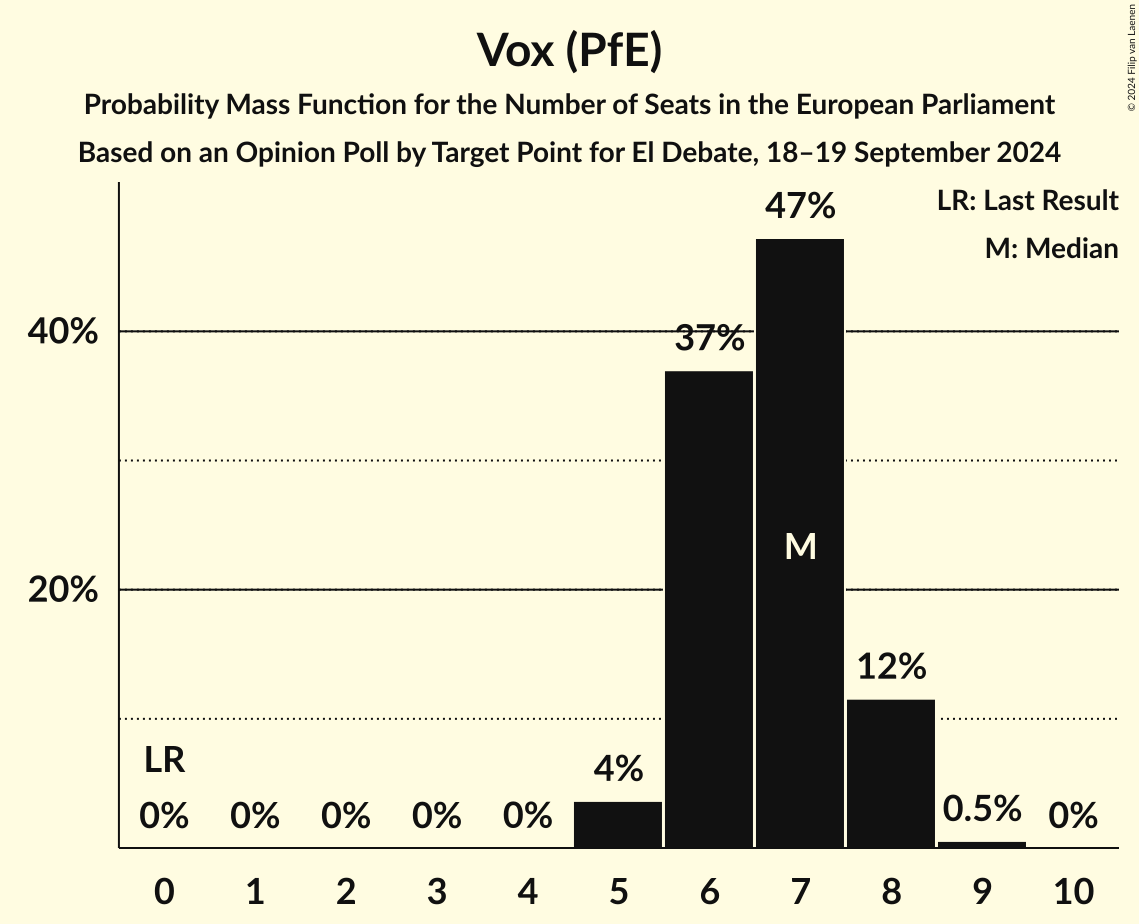 Vox (PfE)
Probability Mass Function for the Number of Seats in the European Parliament
Based on an Opinion Poll by Target Point for El Debate, 18–19 September 2024
© 2024 Filip van Laenen
LR: Last Result
M: Median
47%
40%
37%
M
20%
12%
LR
4%
0% 0% 0% 0% 0% 0.5% 0%
0 1 2 3 4 5 6 7 8 9 10